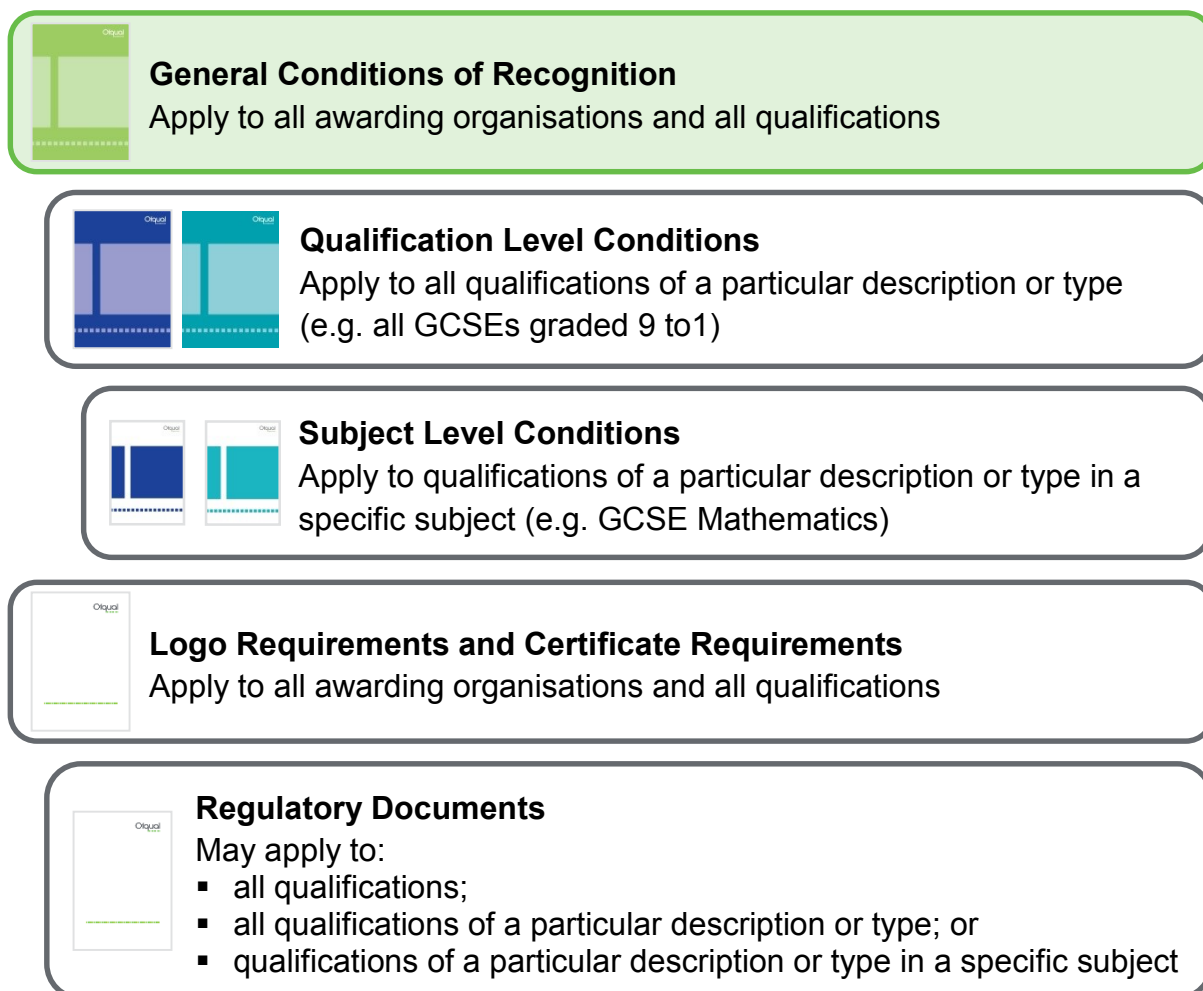 Ofqual
General Conditions of Recognition
Apply to all awarding organisations and all qualifications
Ofqual
Ofqual
Qualification Level Conditions
Apply to all qualifications of a particular description or type
(e.g. all GCSEs graded 9 to1)
Ofqual
Ofqual
Subject Level Conditions
Apply to qualifications of a particular description or type in a
specific subject (e.g. GCSE Mathematics)
Ofqual
Logo Requirements and Certificate Requirements
Apply to all awarding organisations and all qualifications
Ofqual
Regulatory Documents
May apply to:
▪ all qualifications;
▪ all qualifications of a particular description or type; or
▪ qualifications of a particular description or type in a specific subject